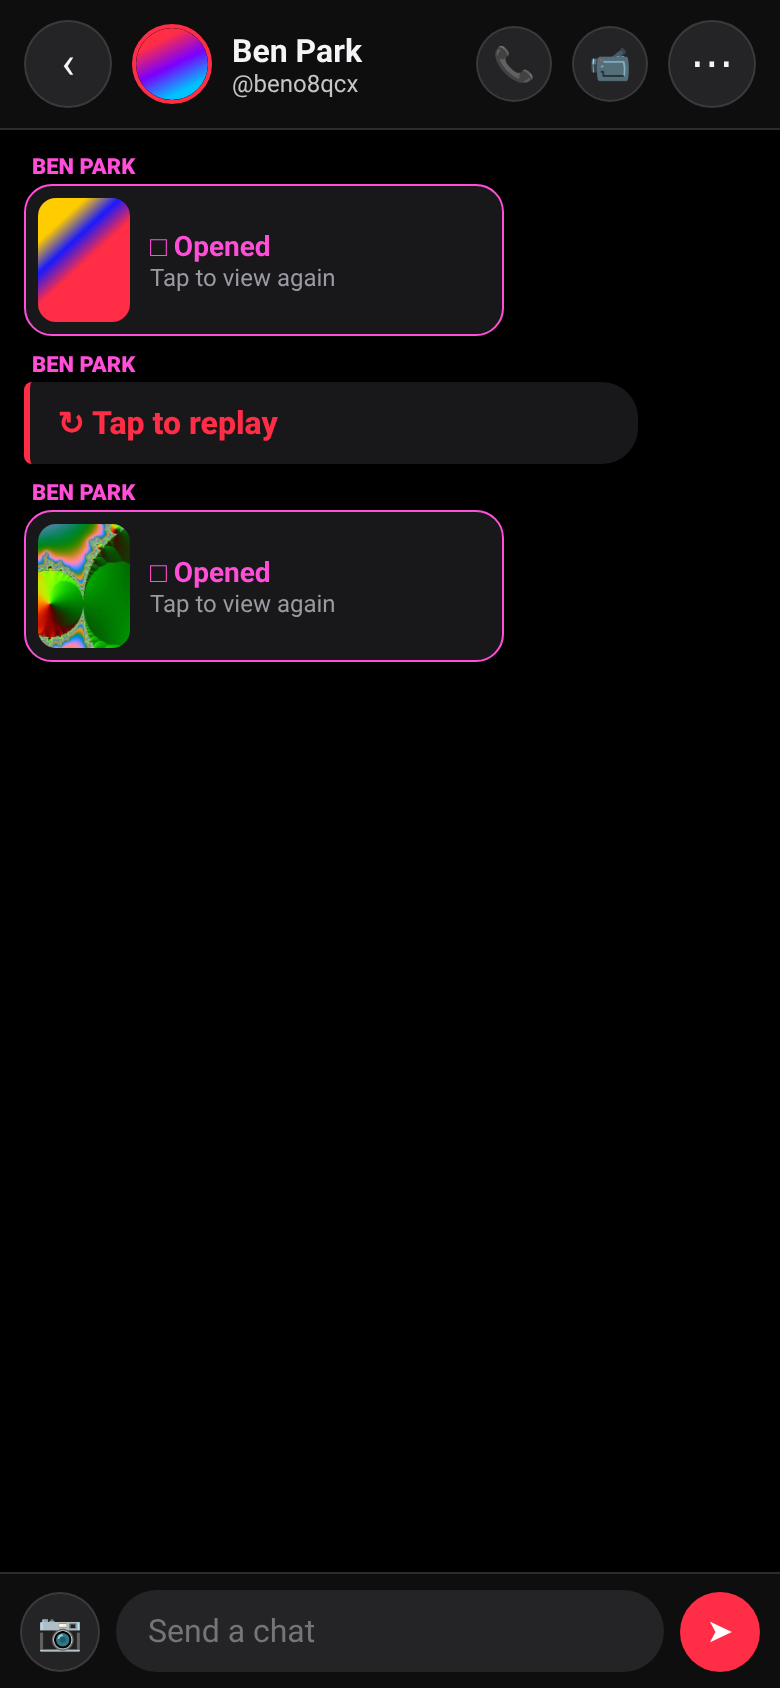 Ben Park
@beno8qcx
BEN PARK
□ Opened
Tap to view again
BEN PARK
↻ Tap to replay
BEN PARK
□ Opened
Tap to view again
Send a chat